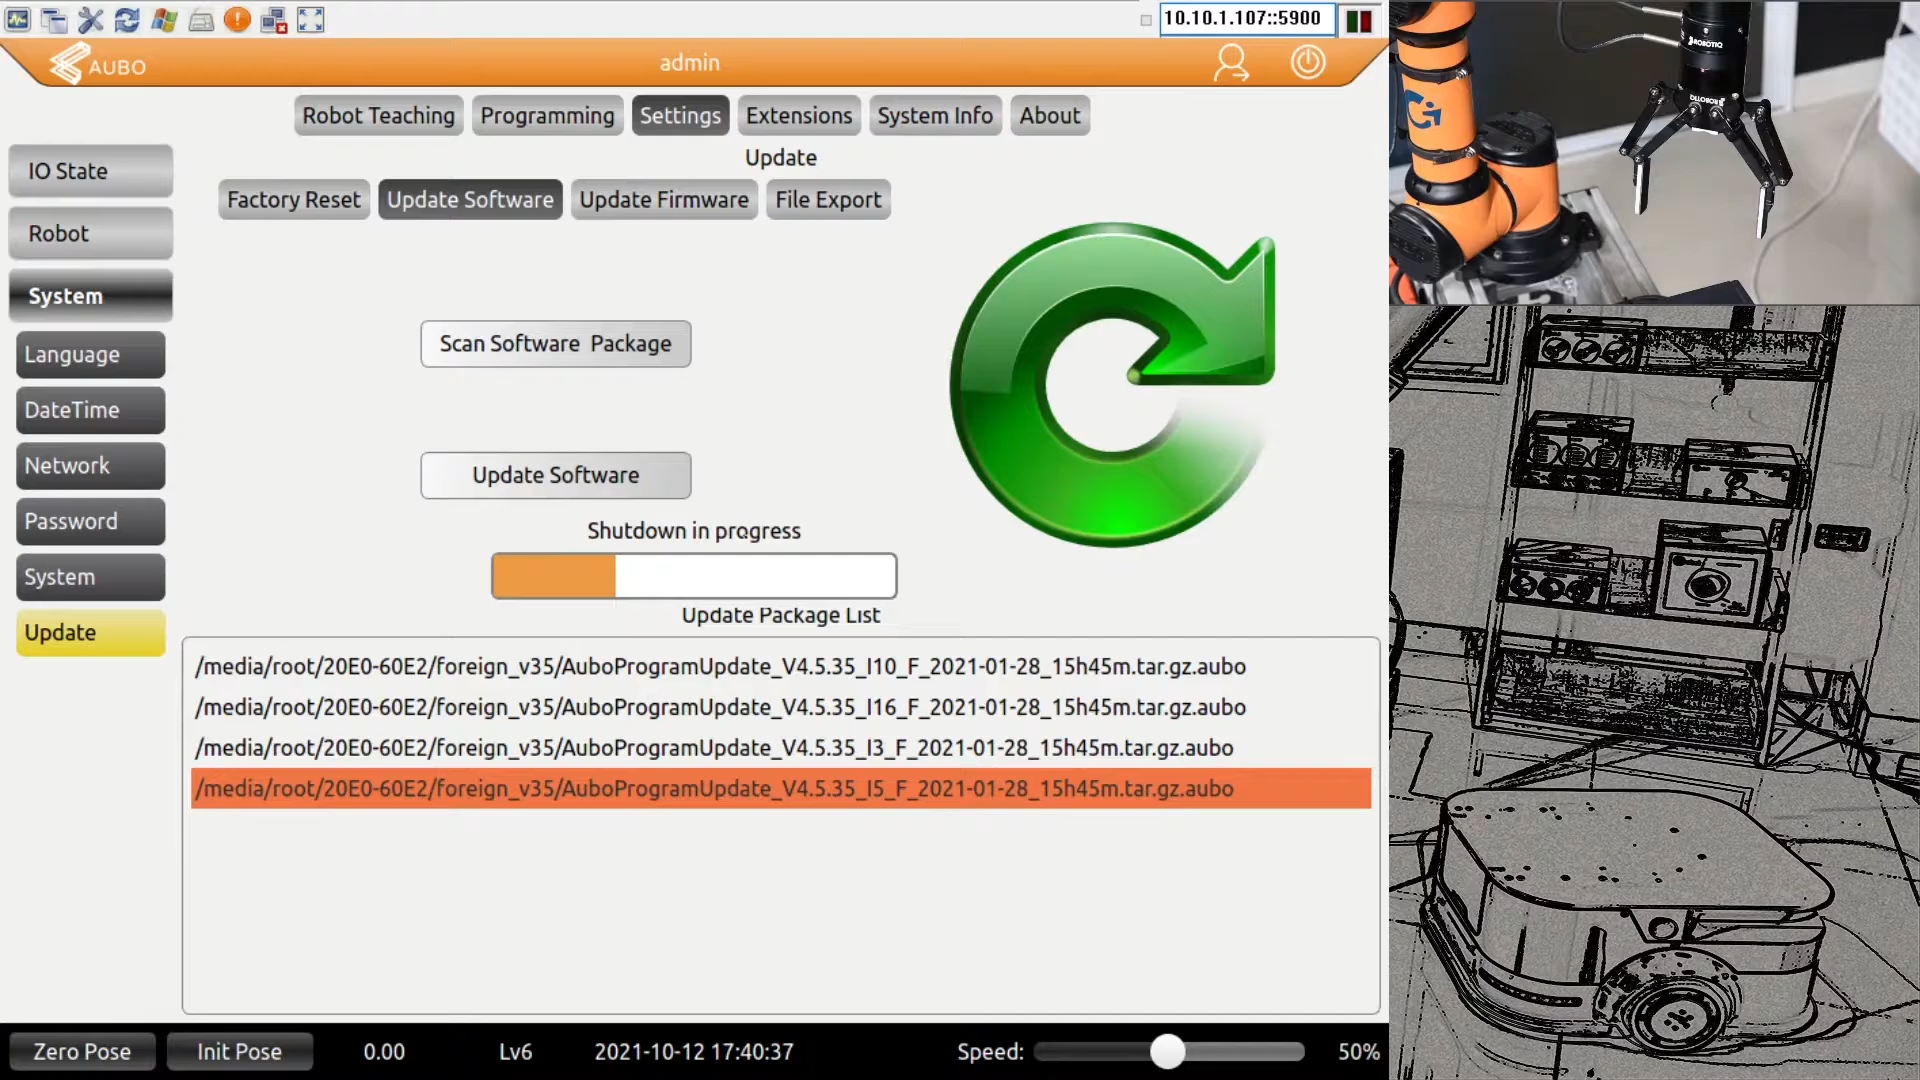 10.10.1.107::5900
AUBO
admin
Robot Teaching
Programming
Settings
Extensions
System Info
About
Update
Factory Reset
Update Software
Update Firmware
File Export
IO State
Robot
System
Language
DateTime
Network
Password
System
Update
Scan Software Package
Update Software
Shutdown in progress
Update Package List
/media/root/20E0-60E2/foreign_v35/AuboProgramUpdate_V4.5.35_I10_F_2021-01-28_15h45m.tar.gz.aubo
/media/root/20E0-60E2/foreign_v35/AuboProgramUpdate_V4.5.35_I16_F_2021-01-28_15h45m.tar.gz.aubo
/media/root/20E0-60E2/foreign_v35/AuboProgramUpdate_V4.5.35_I3_F_2021-01-28_15h45m.tar.gz.aubo
/media/root/20E0-60E2/foreign_v35/AuboProgramUpdate_V4.5.35_I5_F_2021-01-28_15h45m.tar.gz.aubo
Zero Pose
Init Pose
0.00
Lv6
2021-10-12 17:40:37
Speed:
50%
ROBOTIQ
ROBOTIQ